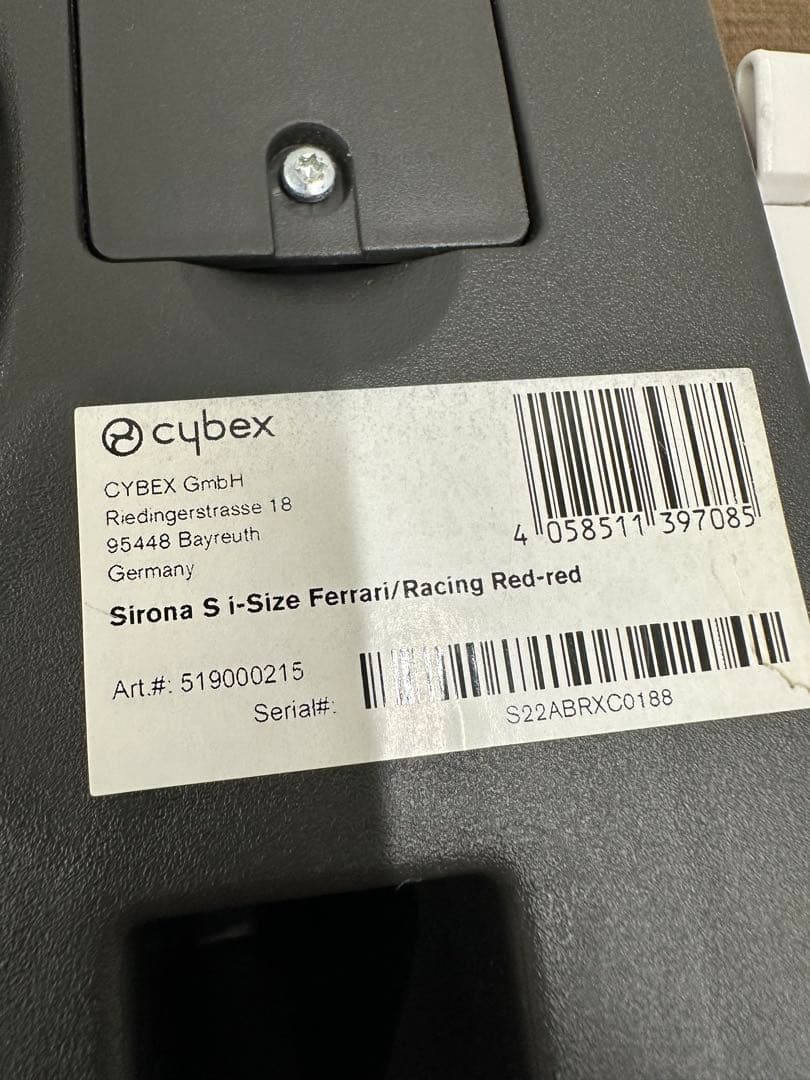 cybex
CYBEX GmbH
Riedingerstrasse 18
95448 Bayreuth
Germany
4 058511 397085
Sirona S i-Size Ferrari/Racing Red-red
Art.#: 519000215
Serial#:
S22ABRXC0188